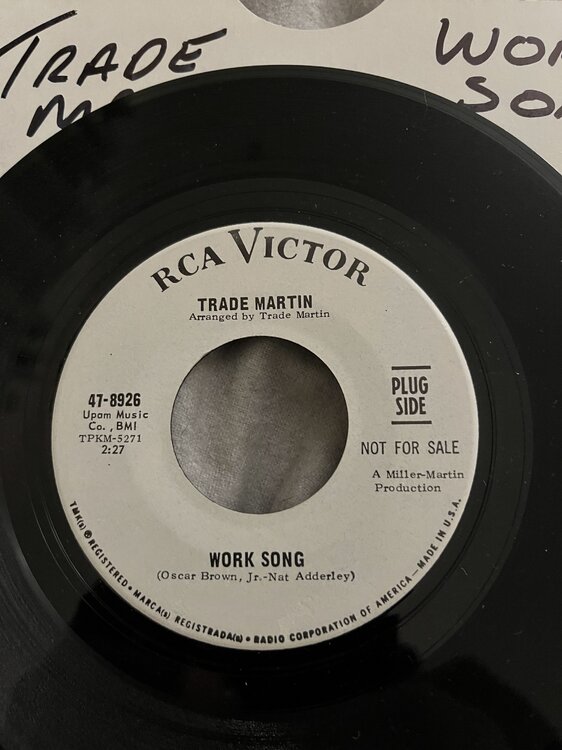 TRADE
WO
SO
RCA VICTOR
TRADE MARTIN
Arranged by Trade Martin
47-8926
Upam Music
Co., BMI
TPKM-5271
2:27
PLUG
SIDE
NOT FOR SALE
A Miller-Martin
Production
WORK SONG
(Oscar Brown, Jr.-Nat Adderley)
TMK(s) ® REGISTERED • MARCA(s) REGISTRADA(s) • RADIO CORPORATION OF AMERICA—MADE IN U.S.A.